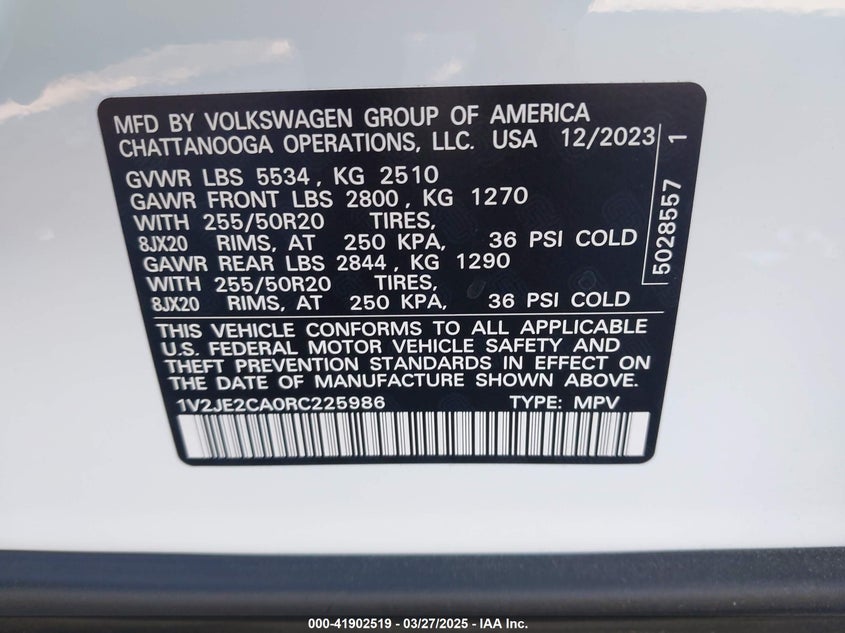 MFD BY VOLKSWAGEN GROUP OF AMERICA
CHATTANOOGA OPERATIONS, LLC. USA 12/2023
GVWR LBS 5534, KG 2510
GAWR FRONT LBS 2800, KG 1270
WITH 255/50R20 TIRES,
8JX20 RIMS, AT 250 KPA, 36 PSI COLD
GAWR REAR LBS 2844, KG 1290
WITH 255/50R20 TIRES,
8JX20 RIMS, AT 250 KPA, 36 PSI COLD
THIS VEHICLE CONFORMS TO ALL APPLICABLE
U.S. FEDERAL MOTOR VEHICLE SAFETY AND
THEFT PREVENTION STANDARDS IN EFFECT ON
THE DATE OF MANUFACTURE SHOWN ABOVE.
1V2JE2CA0RC225986 TYPE: MPV
5028557 1
000-41902519 - 03/27/2025 - IAA Inc.